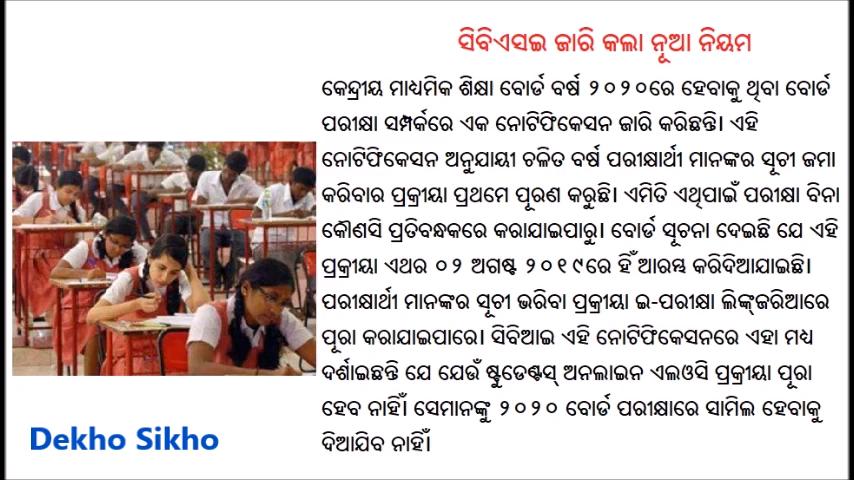 ସିବିଏସଇ ଜାରି କଲା ନୂଆ ନିୟମ
କେନ୍ଦ୍ରୀୟ ମାଧ୍ୟମିକ ଶିକ୍ଷା ବୋର୍ଡ ବର୍ଷ ୨୦୨୦ରେ ହେବାକୁ ଥିବା ବୋର୍ଡ
ପରୀକ୍ଷା ସମ୍ପର୍କରେ ଏକ ନୋଟିଫିକେସନ ଜାରି କରିଛନ୍ତି। ଏହି
ନୋଟିଫିକେସନ ଅନୁଯାୟୀ ଚଳିତ ବର୍ଷ ପରୀକ୍ଷାର୍ଥୀ ମାନଙ୍କର ସୂଚୀ ଜମା
କରିବାର ପ୍ରକ୍ରୀୟା ପ୍ରଥମେ ପୂରଣ କରୁଛି। ଏମିତି ଏଥିପାଇଁ ପରୀକ୍ଷା ବିନା
କୌଣସି ପ୍ରତିବନ୍ଧକରେ କରାଯାଇପାରୁ। ବୋର୍ଡ ସୂଚନା ଦେଇଛି ଯେ ଏହି
ପ୍ରକ୍ରୀୟା ଏଥର ୦୨ ଅଗଷ୍ଟ ୨୦୧୯ରେ ହିଁ ଆରମ୍ଭ କରିଦିଆଯାଇଛି।
ପରୀକ୍ଷାର୍ଥୀ ମାନଙ୍କର ସୂଚୀ ଭରିବା ପ୍ରକ୍ରୀୟା ଇ-ପରୀକ୍ଷା ଲିଙ୍କ୍‌ଜରିଆରେ
ପୂରା କରାଯାଇପାରେ। ସିବିଆଇ ଏହି ନୋଟିଫିକେସନରେ ଏହା ମଧ୍ୟ
ଦର୍ଶାଇଛନ୍ତି ଯେ ଯେଉଁ ଷ୍ଟୁଡେଣ୍ଟସ୍ ଅନଲାଇନ ଏଲଓସି ପ୍ରକ୍ରୀୟା ପୂରା
ହେବ ନାହିଁ। ସେମାନଙ୍କୁ ୨୦୨୦ ବୋର୍ଡ ପରୀକ୍ଷାରେ ସାମିଲ ହେବାକୁ
ଦିଆଯିବ ନାହିଁ।
Dekho Sikho